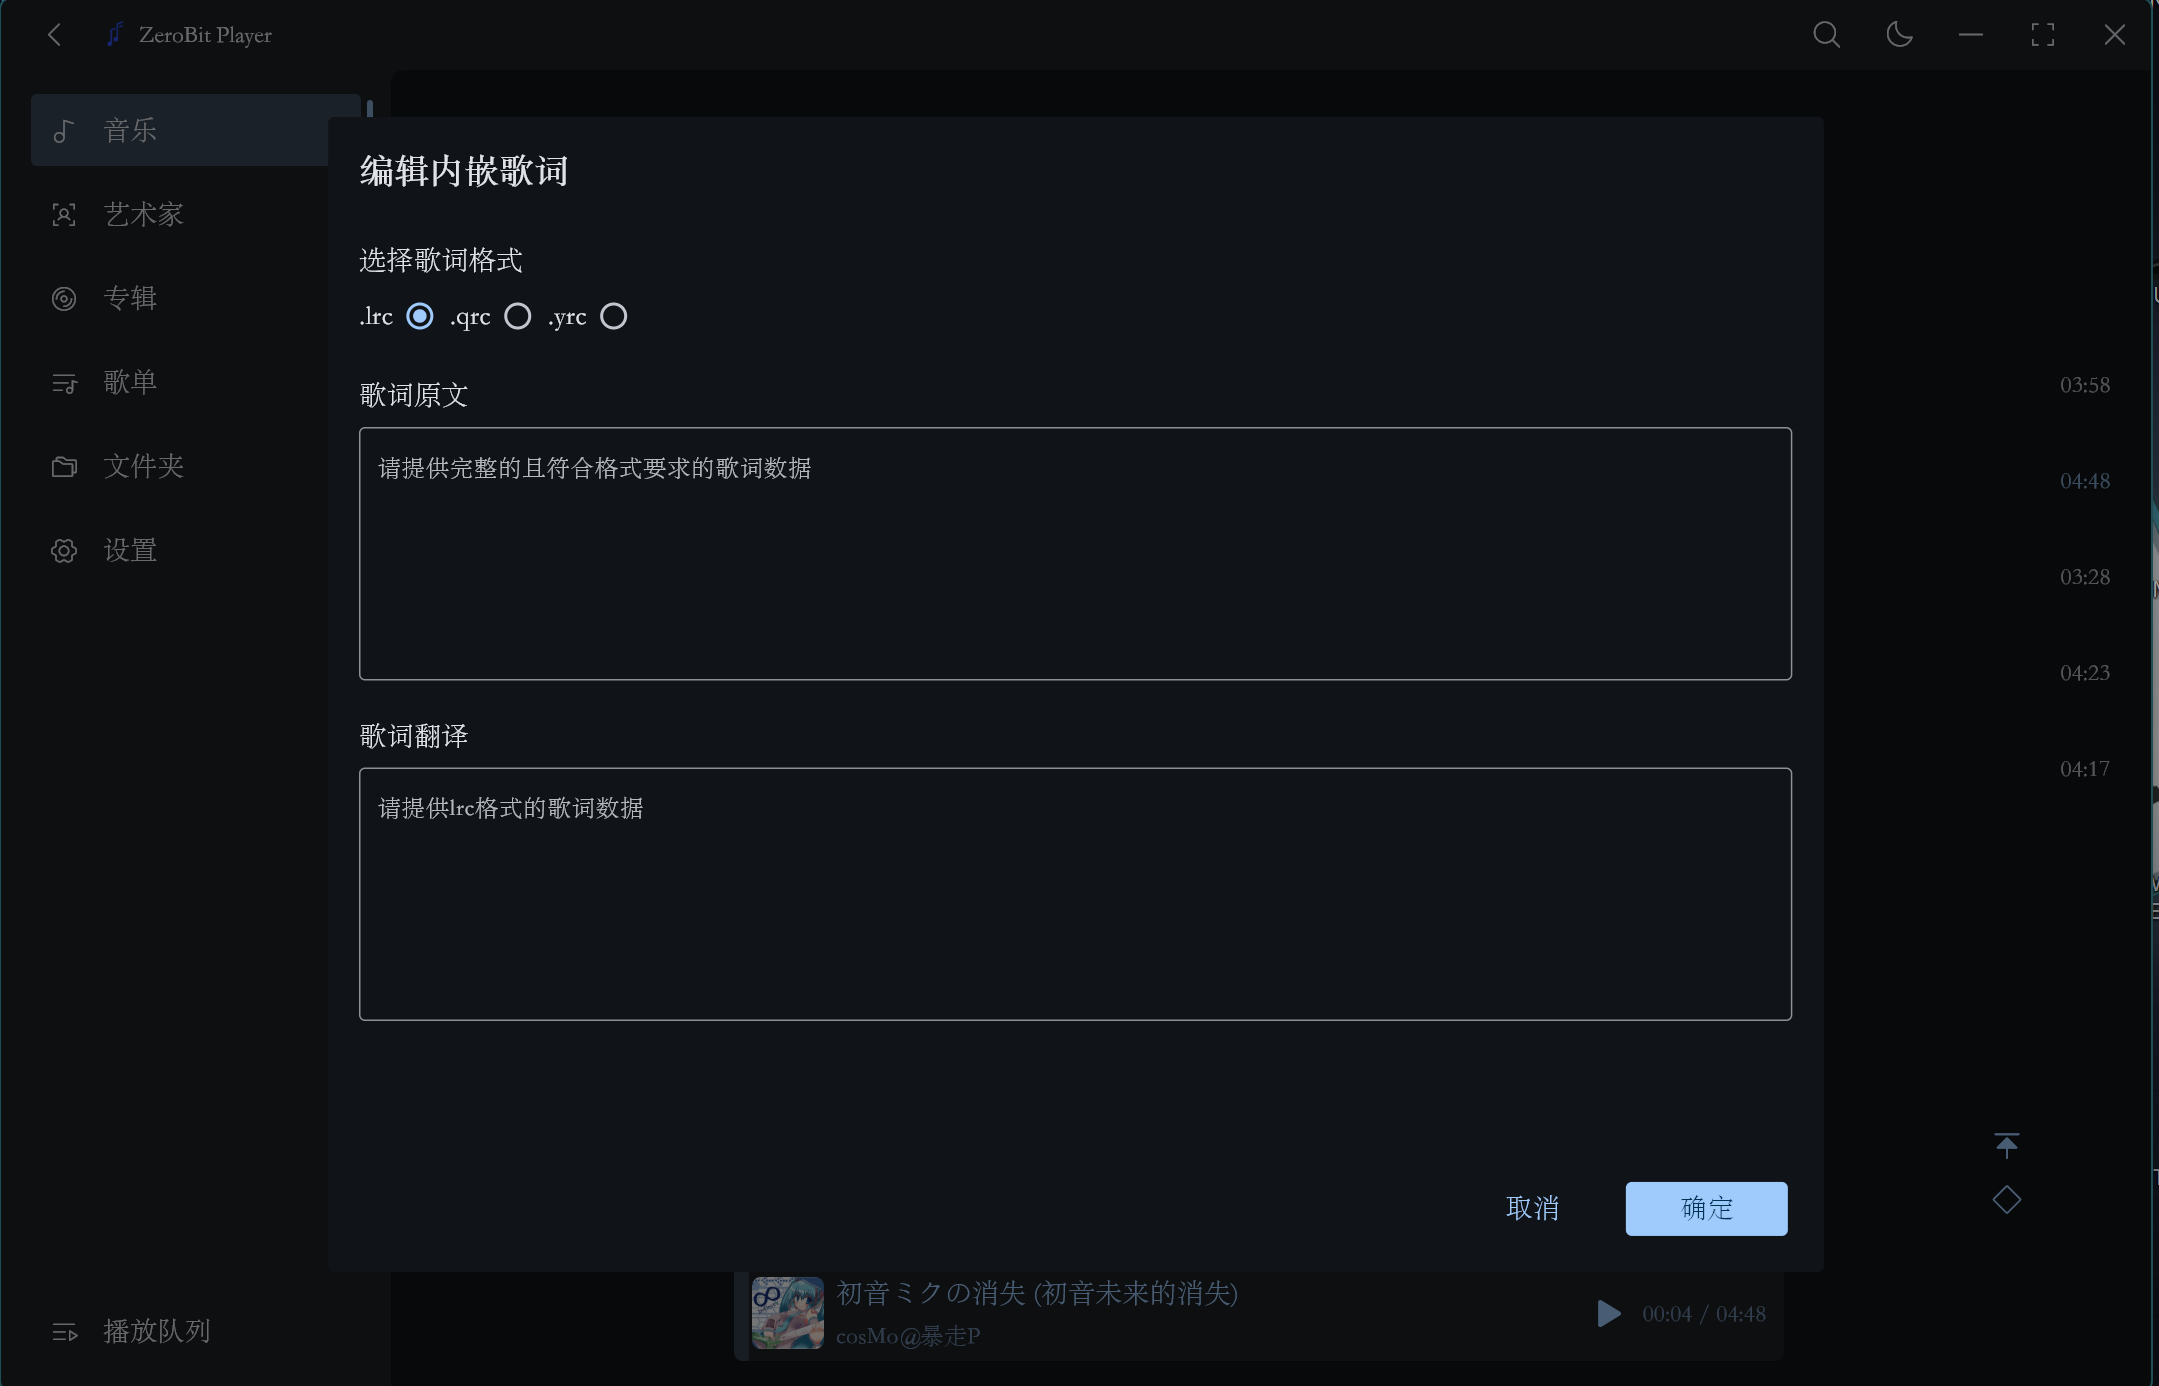 ZeroBit Player
音乐
艺术家
专辑
歌单
文件夹
设置
播放队列
编辑内嵌歌词
选择歌词格式
.lrc .qrc .yrc
歌词原文
请提供完整的且符合格式要求的歌词数据
歌词翻译
请提供lrc格式的歌词数据
取消 确定
03:58
04:48
03:28
04:23
04:17
初音ミクの消失 (初音未来的消失)
cosMo@暴走P
00:04 / 04:48